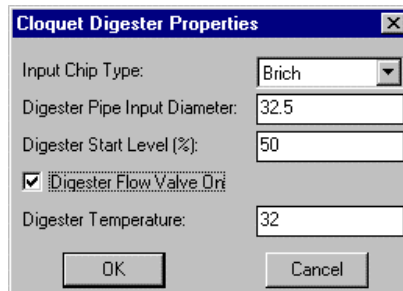 Cloquet Digester Properties
Input Chip Type: Brich
Digester Pipe Input Diameter: 32.5
Digester Start Level (%): 50
Digester Flow Valve On
Digester Temperature: 32
OK Cancel